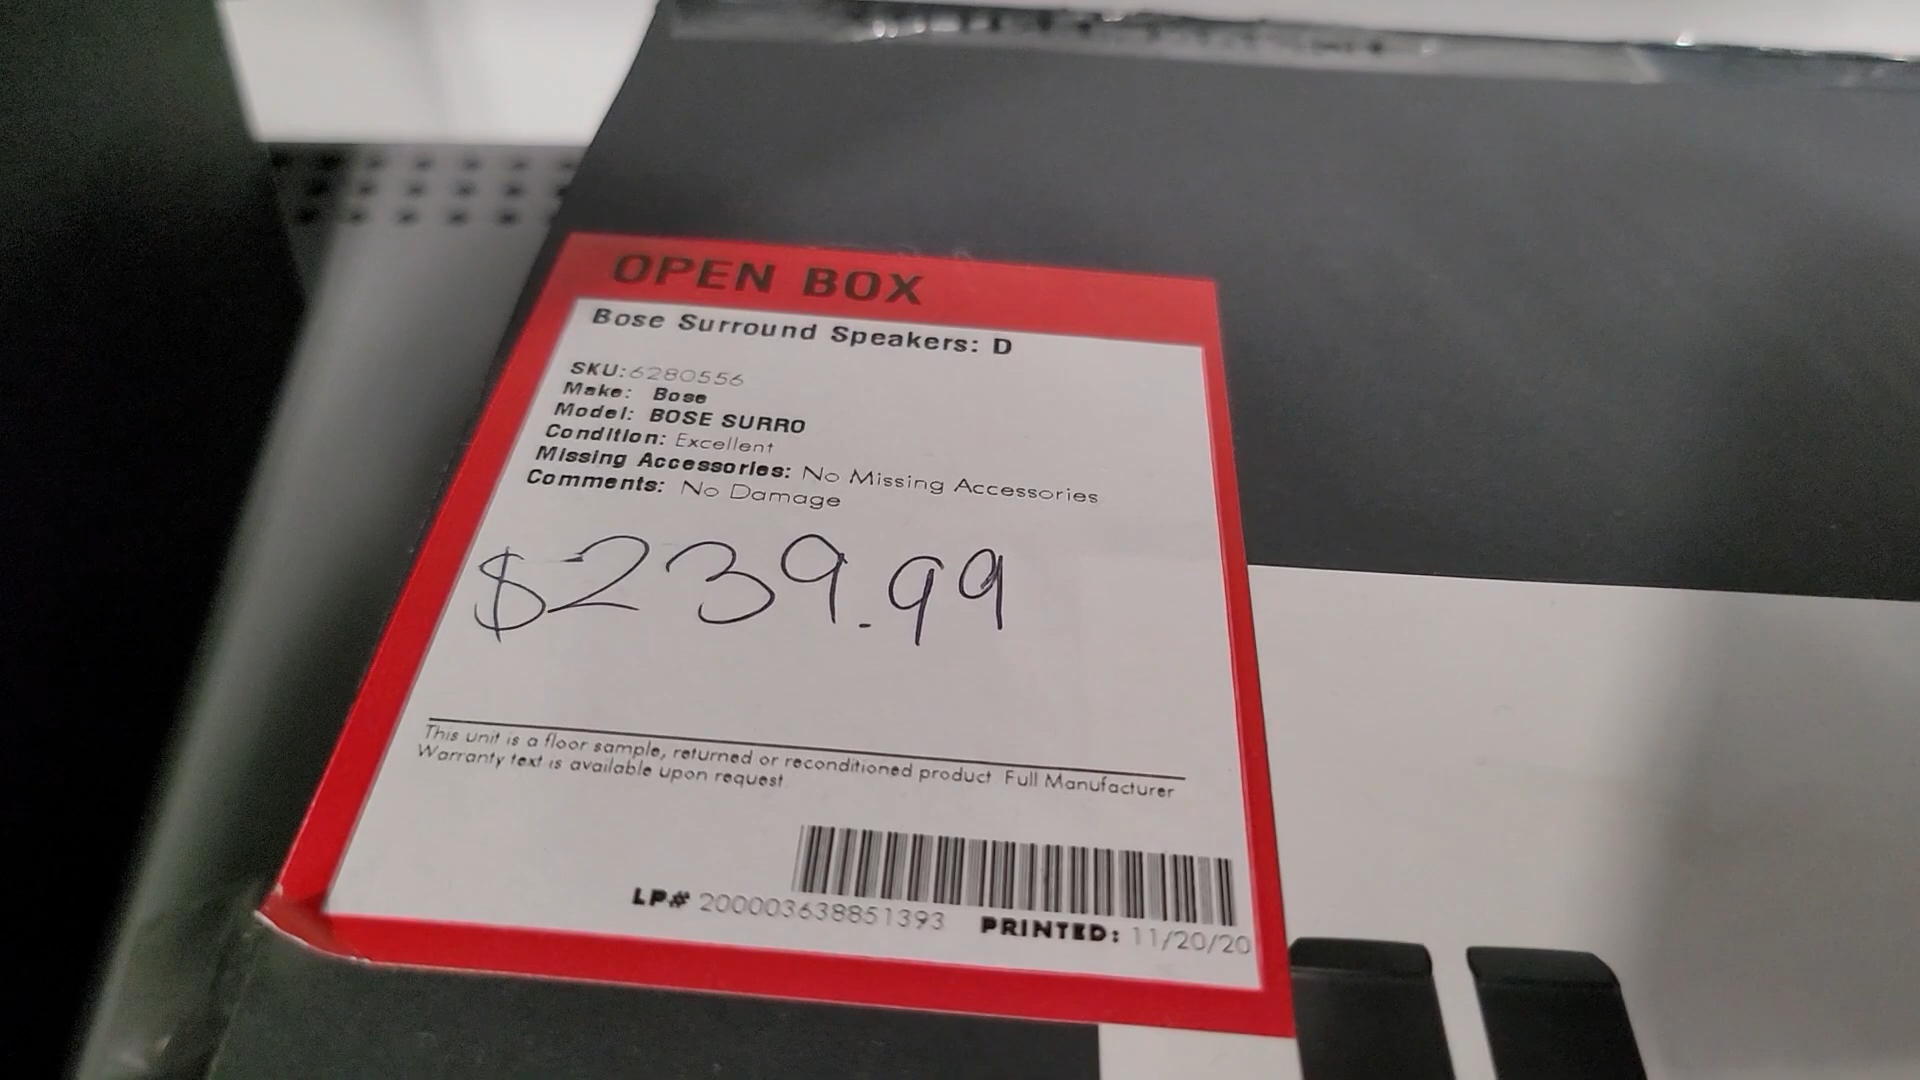 OPEN BOX
Bose Surround Speakers: D
SKU:6280556
Make: Bose
Model: BOSE SURRO
Condition: Excellent
Missing Accessories: No Missing Accessories
Comments: No Damage
$239.99
This unit is a floor sample, returned or reconditioned product Full Manufacturer
Warranty text is available upon request.
LP# 200003638851393 PRINTED: 11/20/20